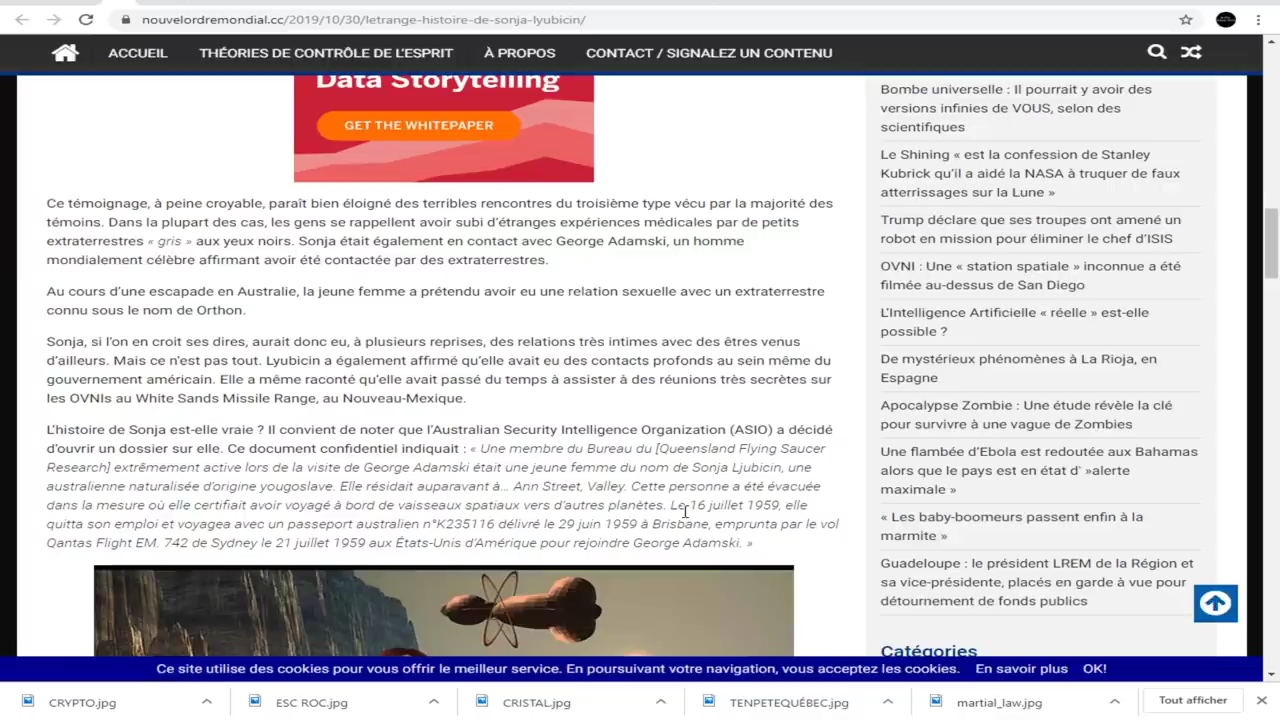 nouvelordremondial.cc/2019/10/30/letrange-histoire-de-sonja-lyubicin/
ACCUEIL THÉORIES DE CONTRÔLE DE L'ESPRIT À PROPOS CONTACT / SIGNALEZ UN CONTENU
Data Storytelling
GET THE WHITEPAPER
Ce témoignage, à peine croyable, paraît bien éloigné des terribles rencontres du troisième type vécu par la majorité des
témoins. Dans la plupart des cas, les gens se rappellent avoir subi d'étranges expériences médicales par de petits
extraterrestres « gris » aux yeux noirs. Sonja était également en contact avec George Adamski, un homme
mondialement célèbre affirmant avoir été contactée par des extraterrestres.
Au cours d'une escapade en Australie, la jeune femme a prétendu avoir eu une relation sexuelle avec un extraterrestre
connu sous le nom de Orthon.
Sonja, si l'on en croit ses dires, aurait donc eu, à plusieurs reprises, des relations très intimes avec des êtres venus
d'ailleurs. Mais ce n'est pas tout. Lyubicin a également affirmé qu'elle avait eu des contacts profonds au sein même du
gouvernement américain. Elle a même raconté qu'elle avait passé du temps à assister à des réunions très secrètes sur
les OVNIs au White Sands Missile Range, au Nouveau-Mexique.
L'histoire de Sonja est-elle vraie ? Il convient de noter que l'Australian Security Intelligence Organization (ASIO) a décidé
d'ouvrir un dossier sur elle. Ce document confidentiel indiquait : « Une membre du Bureau du [Queensland Flying Saucer
Research] extrêmement active lors de la visite de George Adamski était une jeune femme du nom de Sonja Ljubicin, une
australienne naturalisée d'origine yougoslave. Elle résidait auparavant à... Ann Street, Valley. Cette personne a été évacuée
dans la mesure où elle certifiait avoir voyagé à bord de vaisseaux spatiaux vers d'autres planètes. Le 16 juillet 1959, elle
quitta son emploi et voyagea avec un passeport australien n°K235116 délivré le 29 juin 1959 à Brisbane, emprunta par le vol
Qantas Flight EM. 742 de Sydney le 21 juillet 1959 aux États-Unis d'Amérique pour rejoindre George Adamski. »
Bombe universelle : Il pourrait y avoir des
versions infinies de VOUS, selon des
scientifiques
Le Shining « est la confession de Stanley
Kubrick qu'il a aidé la NASA à truquer de faux
atterrissages sur la Lune »
Trump déclare que ses troupes ont amené un
robot en mission pour éliminer le chef d'ISIS
OVNI : Une « station spatiale » inconnue a été
filmée au-dessus de San Diego
L'Intelligence Artificielle « réelle » est-elle
possible ?
De mystérieux phénomènes à La Rioja, en
Espagne
Apocalypse Zombie : Une étude révèle la clé
pour survivre à une vague de Zombies
Une flambée d'Ebola est redoutée aux Bahamas
alors que le pays est en état d' »alerte
maximale »
« Les baby-boomeurs passent enfin à la
marmite »
Guadeloupe : le président LREM de la Région et
sa vice-présidente, placés en garde à vue pour
détournement de fonds publics
Catégories
Ce site utilise des cookies pour vous offrir le meilleur service. En poursuivant votre navigation, vous acceptez les cookies. En savoir plus OK!
CRYPTO.jpg ESC ROC.jpg CRISTAL.jpg TENPETEQUÉBEC.jpg martial_law.jpg Tout afficher